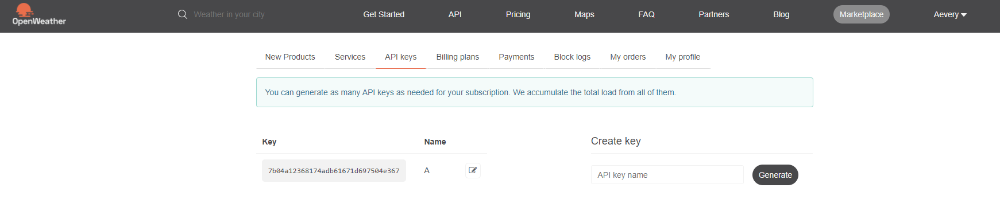 OpenWeather
Weather in your city
Get Started
API
Pricing
Maps
FAQ
Partners
Blog
Marketplace
Aevery
New Products
Services
API keys
Billing plans
Payments
Block logs
My orders
My profile
You can generate as many API keys as needed for your subscription. We accumulate the total load from all of them.
Key
Name
7b04a12368174adb61671d697504e367
A
Create key
API key name
Generate